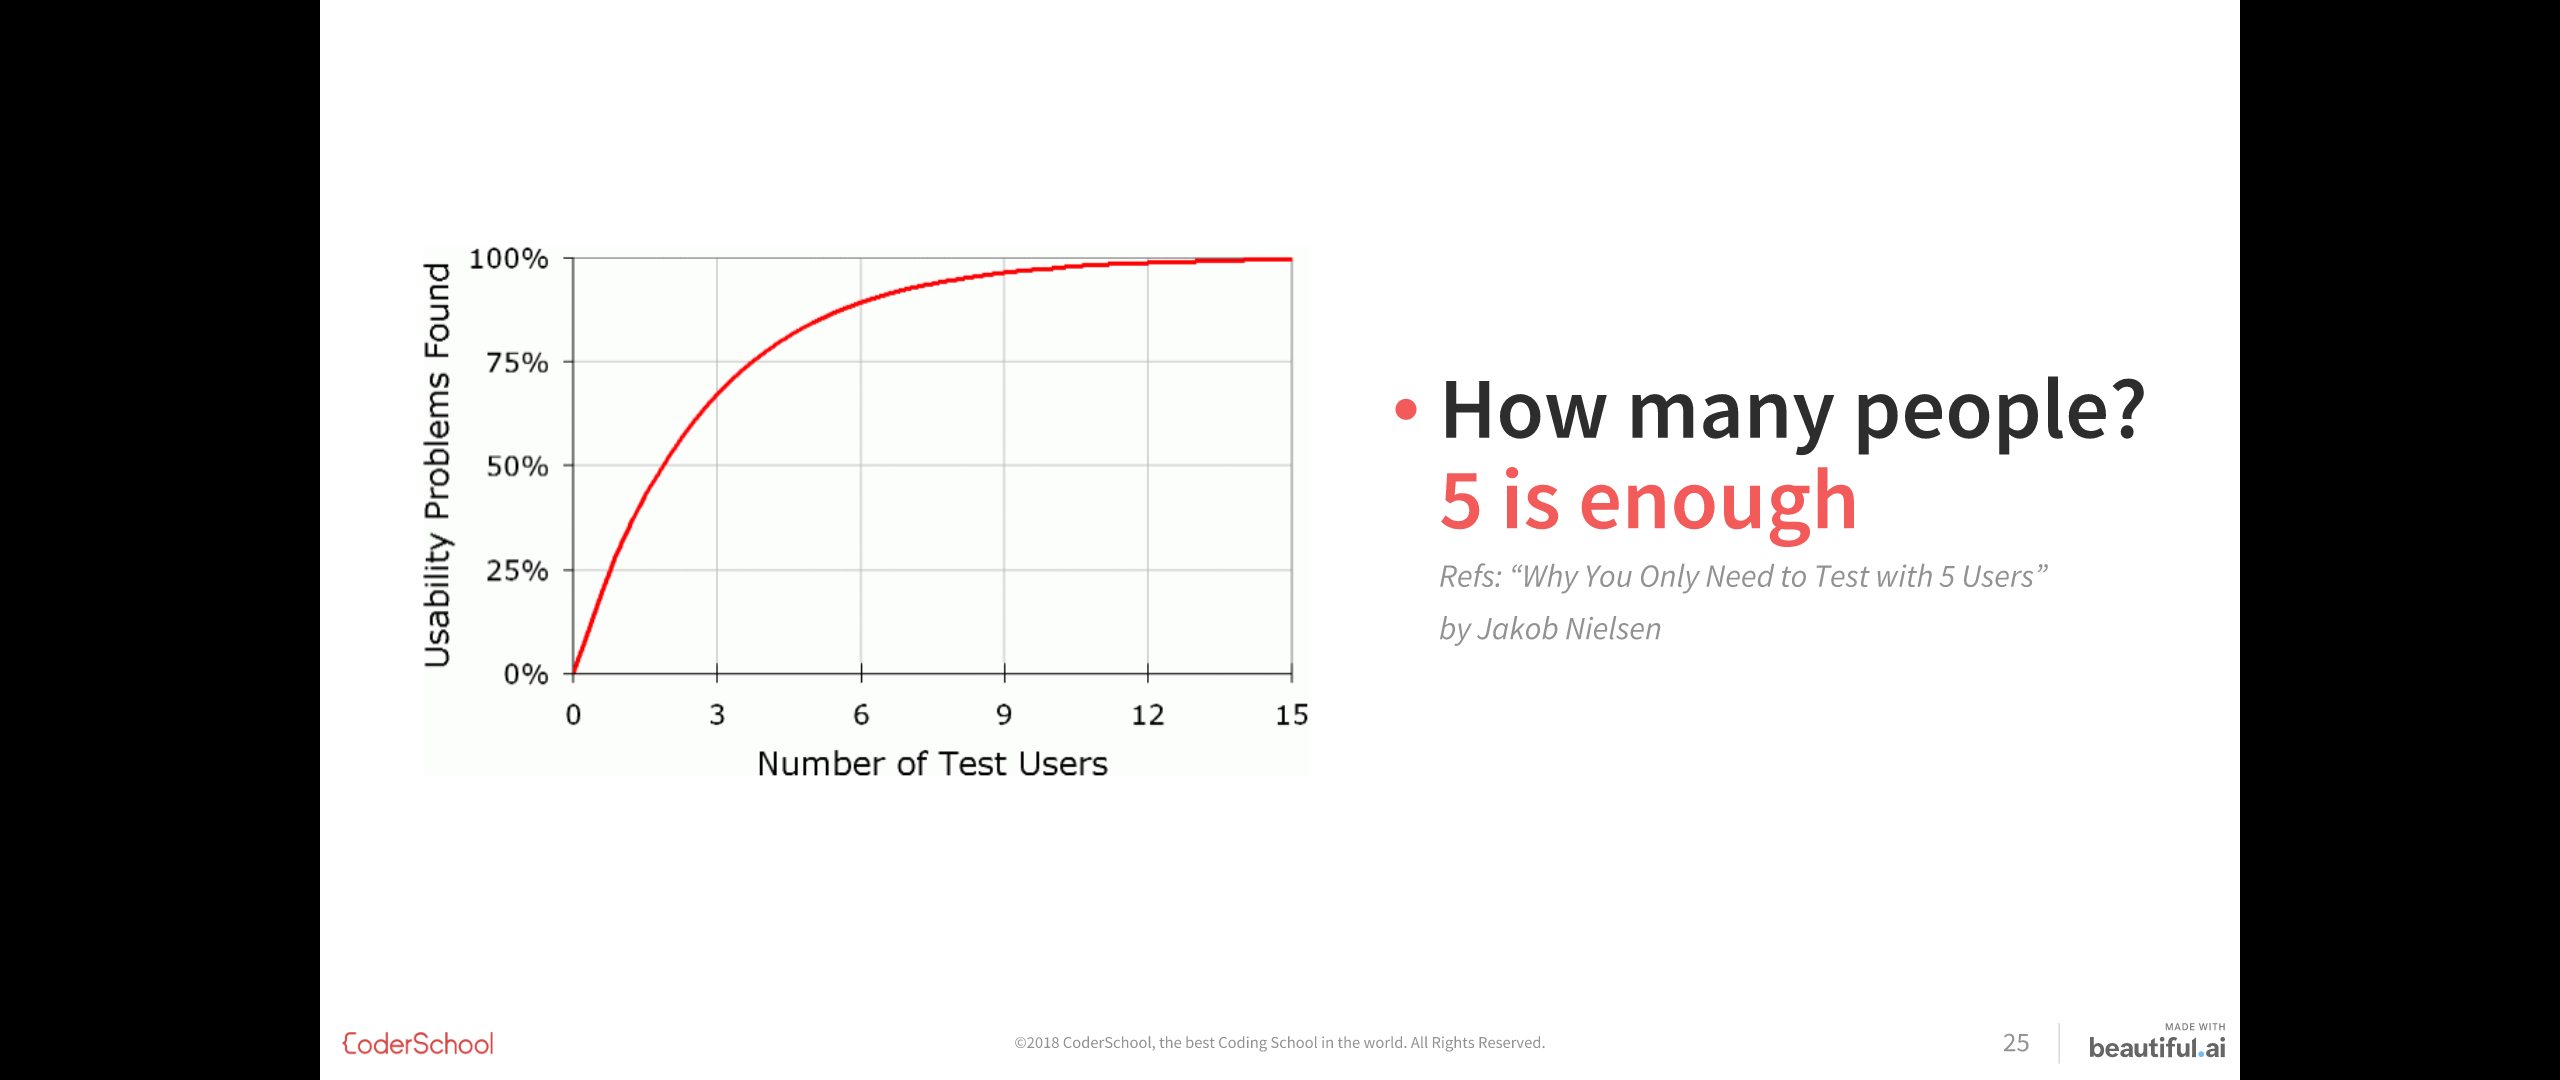 100%
75%
50%
25%
0%
Usability Problems Found
0 3 6 9 12 15
Number of Test Users
• How many people?
5 is enough
Refs: “Why You Only Need to Test with 5 Users”
by Jakob Nielsen
{oderSchool
©2018 CoderSchool, the best Coding School in the world. All Rights Reserved.
25
MADE WITH
beautiful.ai